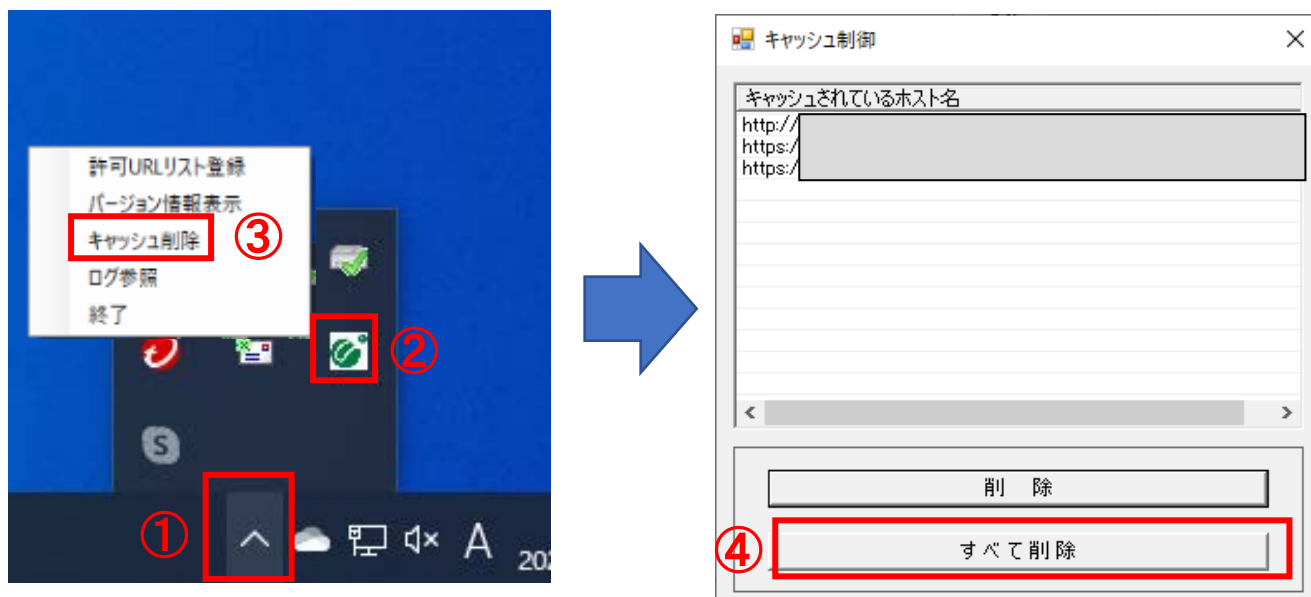 許可URLリスト登録
バージョン情報表示
キャッシュ削除
③
ログ参照
終了
②
S
①
A
202
キャッシュ制御
キャッシュされているホスト名
http://
https:/
https:/
削 除
④
すべて削除